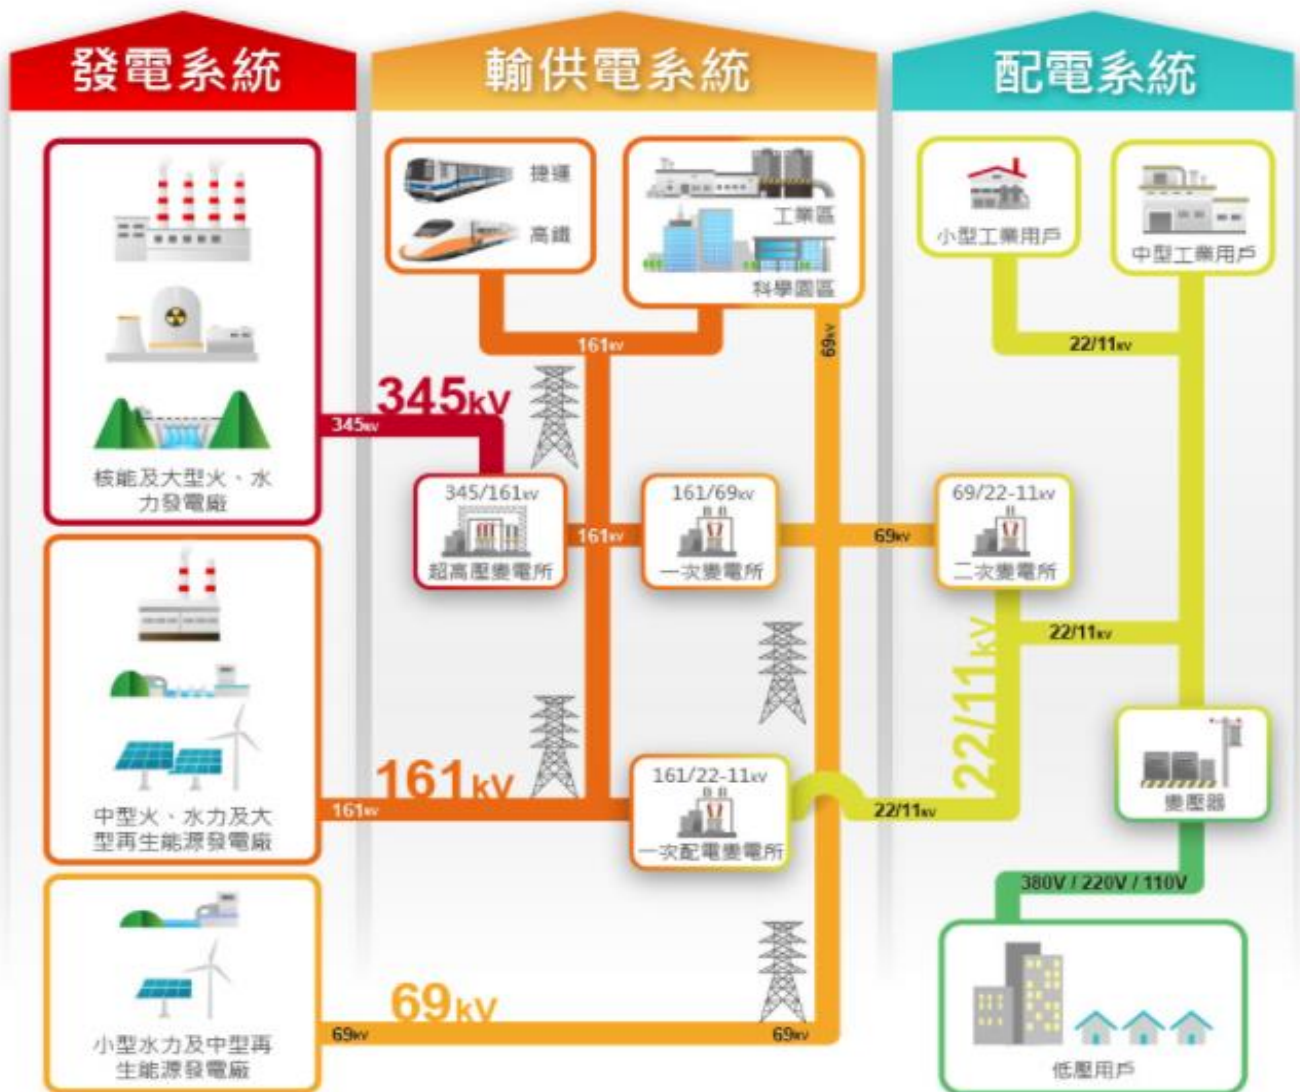 發電系統
輸供電系統
配電系統
核能及大型火、水
力發電廠
中型火、水力及大
型再生能源發電廠
小型水力及中型再
生能源發電廠
捷運
高鐵
工業區
科學園區
161kV
69kV
345kV
345kV
345/161kV
超高壓變電所
161kV
161/69kV
一次變電所
69kV
161kV
161kV
161/22-11kV
一次配電變電所
22/11kV
69kV
69kV
69kV
小型工業用戶
中型工業用戶
22/11kV
69/22-11kV
二次變電所
22/11kV
22/11kV
變壓器
380V / 220V / 110V
低壓用戶